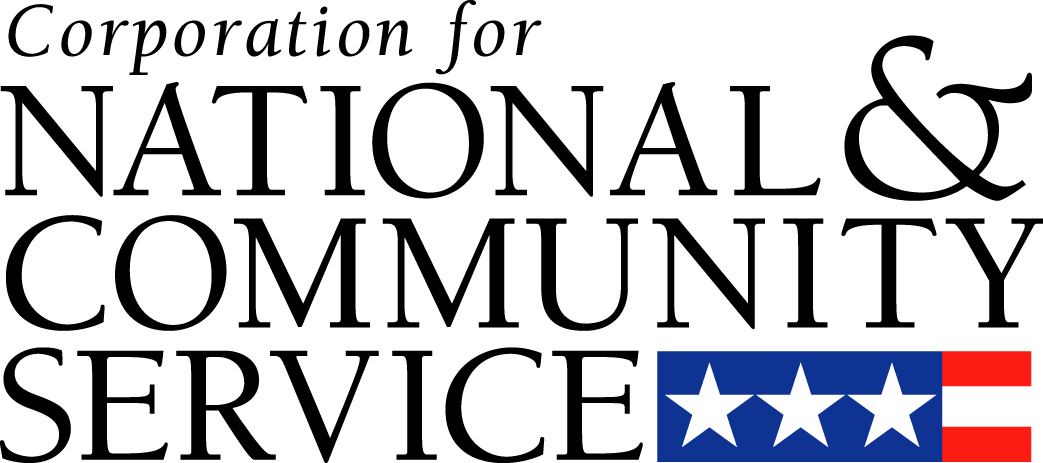 Corporation for
NATIONAL &
COMMUNITY
SERVICE